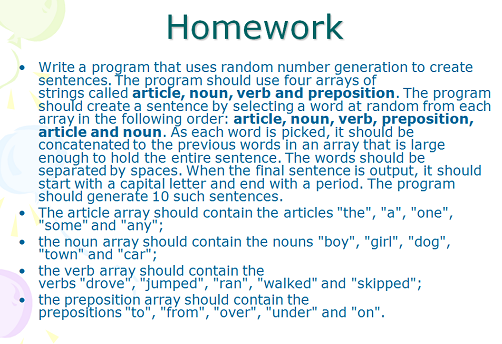 Homework
• Write a program that uses random number generation to create
sentences. The program should use four arrays of
strings called article, noun, verb and preposition. The program
should create a sentence by selecting a word at random from each
array in the following order: article, noun, verb, preposition,
article and noun. As each word is picked, it should be
concatenated to the previous words in an array that is large
enough to hold the entire sentence. The words should be
separated by spaces. When the final sentence is output, it should
start with a capital letter and end with a period. The program
should generate 10 such sentences.
• The article array should contain the articles "the", "a", "one",
"some" and "any";
• the noun array should contain the nouns "boy", "girl", "dog",
"town" and "car";
• the verb array should contain the
verbs "drove", "jumped", "ran", "walked" and "skipped";
• the preposition array should contain the
prepositions "to", "from", "over", "under" and "on".